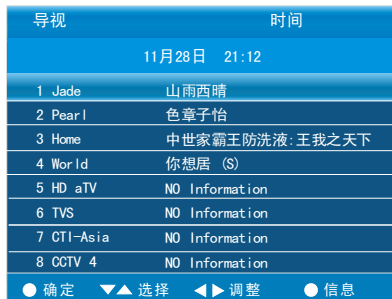 导视 时间
11月28日 21:12
1 Jade 山雨西晴
2 Pearl 色章子怡
3 Home 中世家霸王防洗液:王我之天下
4 World 你想居 (S)
5 HD aTV NO Information
6 TVS NO Information
7 CTI-Asia NO Information
8 CCTV 4 NO Information
确定 选择 调整 信息